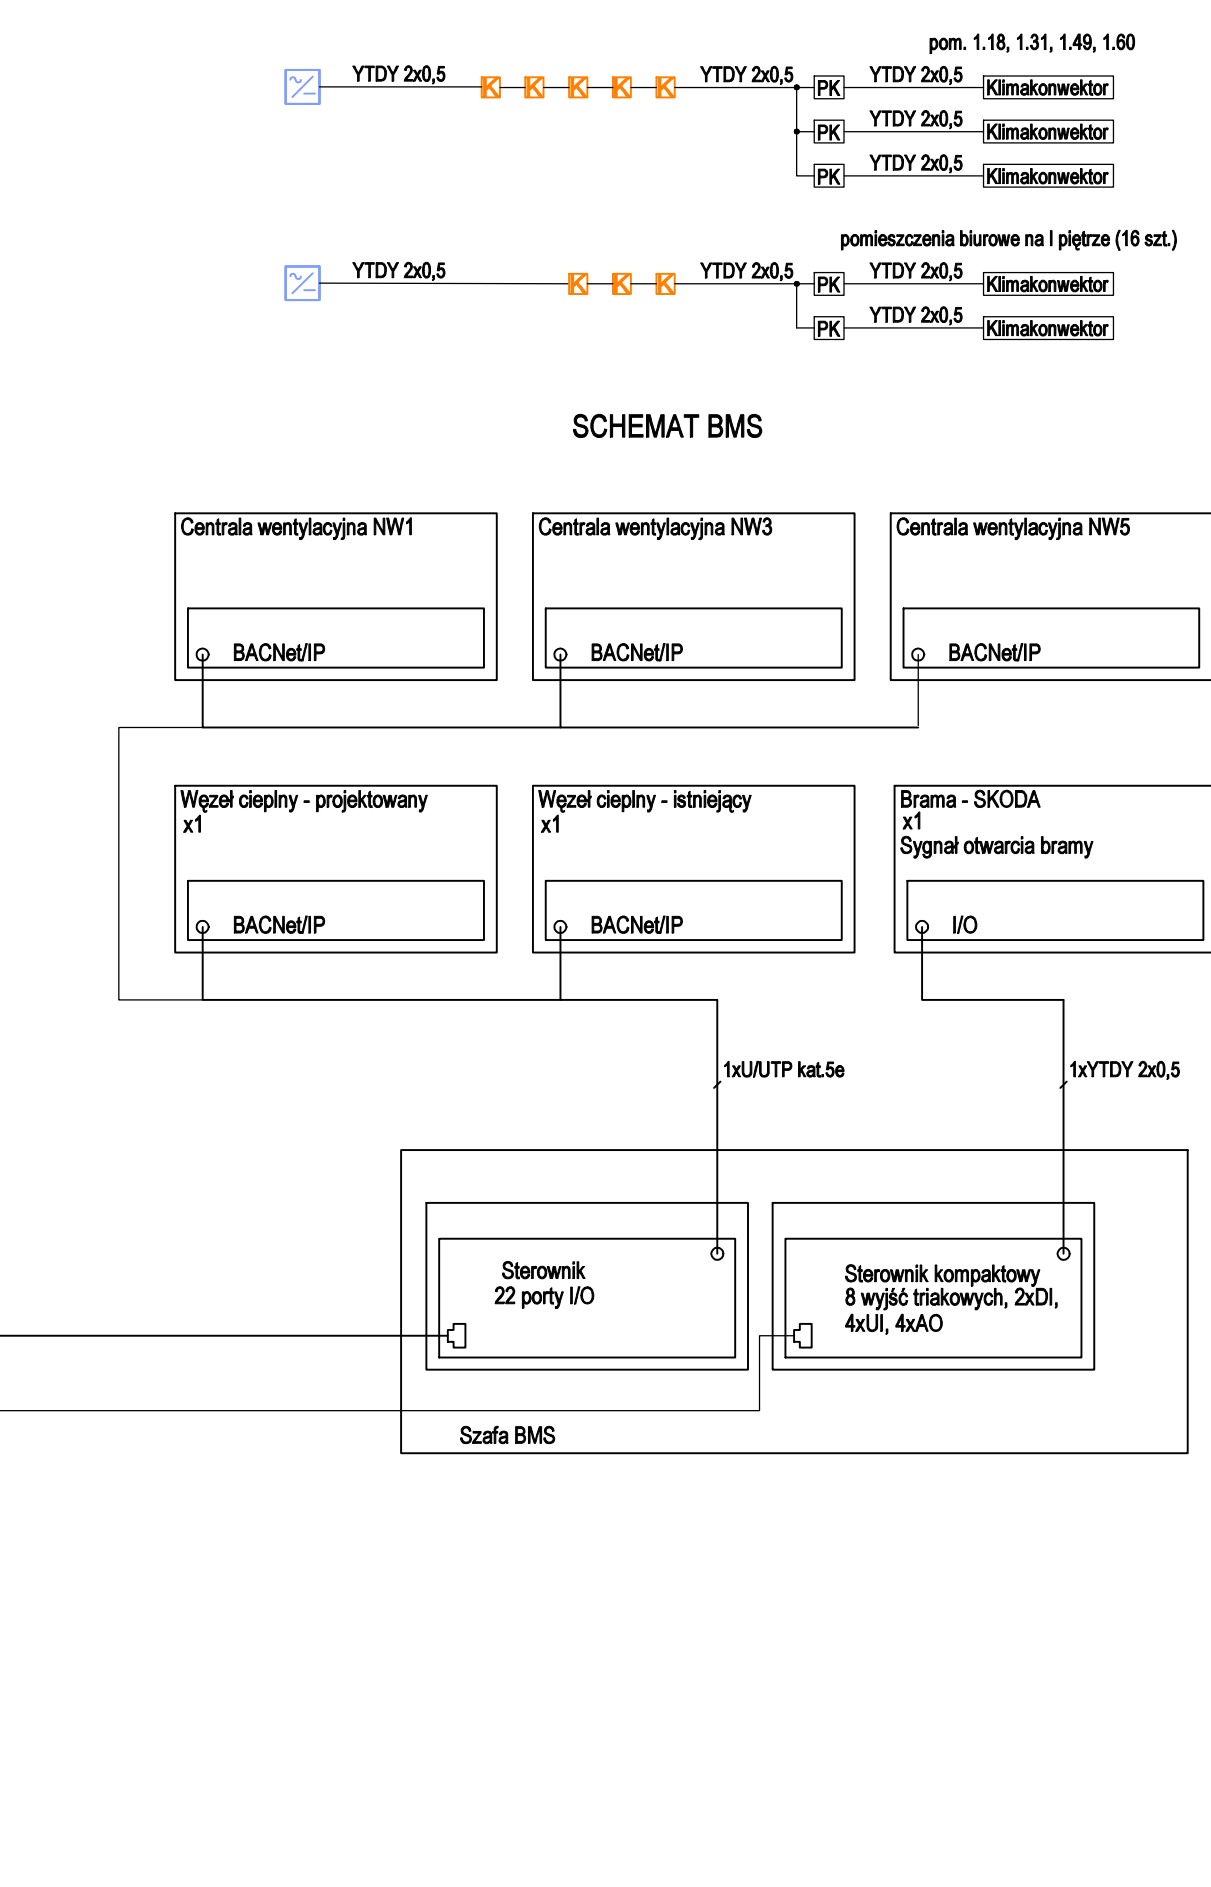 pom. 1.18, 1.31, 1.49, 1.60
YTDY 2x0,5 K K K K K YTDY 2x0,5 PK YTDY 2x0,5 Klimakonwektor
PK YTDY 2x0,5 Klimakonwektor
PK YTDY 2x0,5 Klimakonwektor
pomieszczenia biurowe na I piętrze (16 szt.)
YTDY 2x0,5 K K K YTDY 2x0,5 PK YTDY 2x0,5 Klimakonwektor
PK YTDY 2x0,5 Klimakonwektor
SCHEMAT BMS
Centrala wentylacyjna NW1
BACNet/IP
Centrala wentylacyjna NW3
BACNet/IP
Centrala wentylacyjna NW5
BACNet/IP
Węzeł cieplny - projektowany
x1
BACNet/IP
Węzeł cieplny - istniejący
x1
BACNet/IP
Brama - SKODA
x1
Sygnał otwarcia bramy
I/O
1xU/UTP kat.5e
1xYTDY 2x0,5
Sterownik
22 porty I/O
Sterownik kompaktowy
8 wyjść triakowych, 2xDI,
4xUI, 4xAO
Szafa BMS